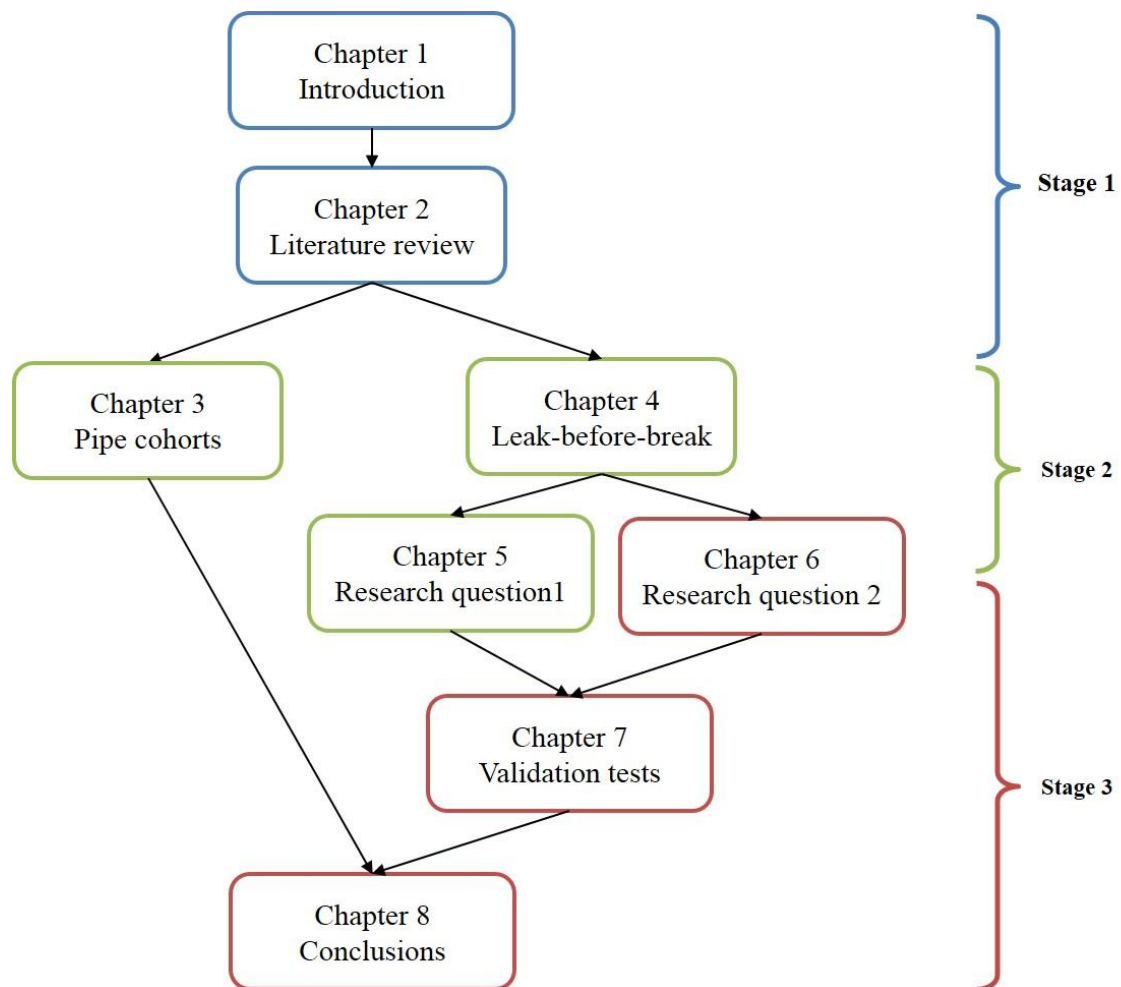 Chapter 1
Introduction
Stage 1
Chapter 2
Literature review
Chapter 3
Pipe cohorts
Chapter 4
Leak-before-break
Stage 2
Chapter 5
Research question1
Chapter 6
Research question 2
Chapter 7
Validation tests
Stage 3
Chapter 8
Conclusions